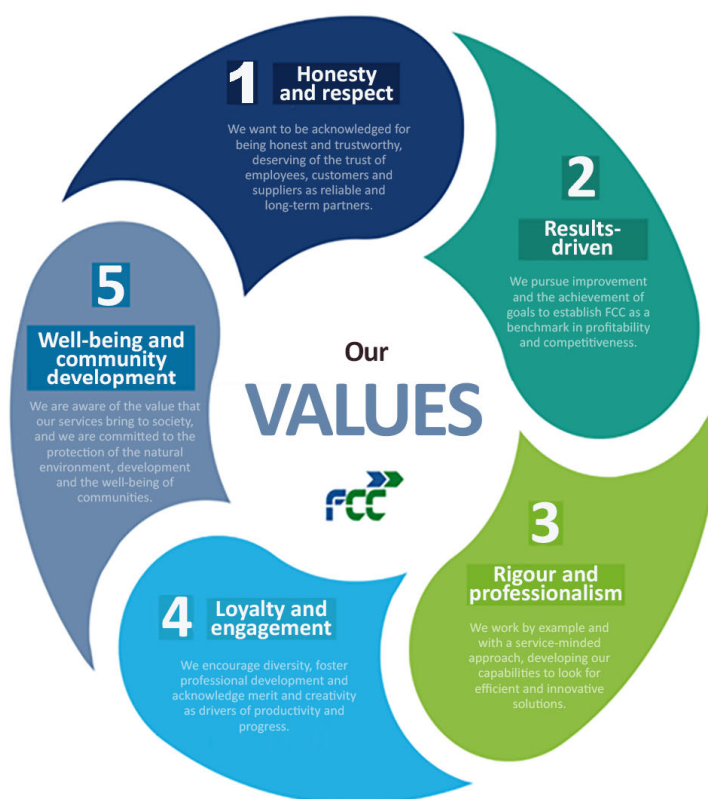 1
Honesty
and respect
We want to be acknowledged for
being honest and trustworthy,
deserving of the trust of
employees, customers and
suppliers as reliable and
long-term partners.
2
Results-
driven
We pursue improvement
and the achievement of
goals to establish FCC as a
benchmark in profitability
and competitiveness.
3
Rigour and
professionalism
We work by example and
with a service-minded
approach, developing our
capabilities to look for
efficient and innovative
solutions.
4
Loyalty and
engagement
We encourage diversity, foster
professional development and
acknowledge merit and creativity
as drivers of productivity and
progress.
5
Well-being and
community
development
We are aware of the value that
our services bring to society,
and we are committed to the
protection of the natural
environment, development
and the well-being of
communities.
Our
VALUES
FCC